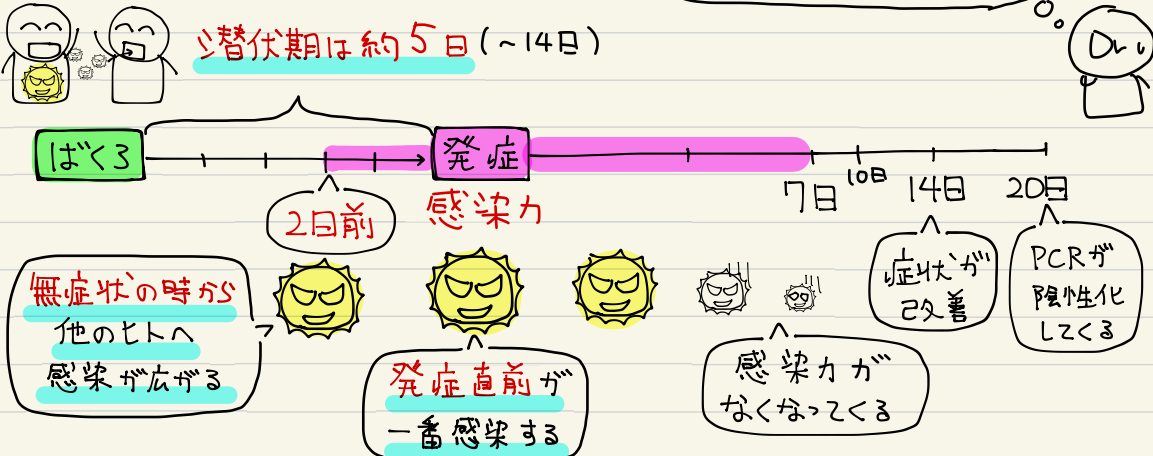 潜伏期は約5日(~14日)
Dr.
ばくろ
発症
2日前
感染力
7日
10日
14日
20日
無症状の時から
他のヒトへ
感染が広がる
発症直前が
一番感染する
感染力が
なくなってくる
症状が
改善
PCRが
陰性化
してくる